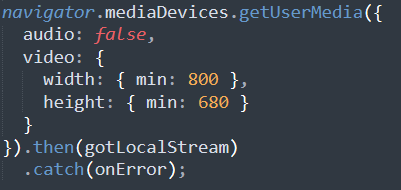 navigator.mediaDevices.getUserMedia({
  audio: false,
  video: {
    width: { min: 800 },
    height: { min: 680 }
  }
}).then(gotLocalStream)
  .catch(onError);